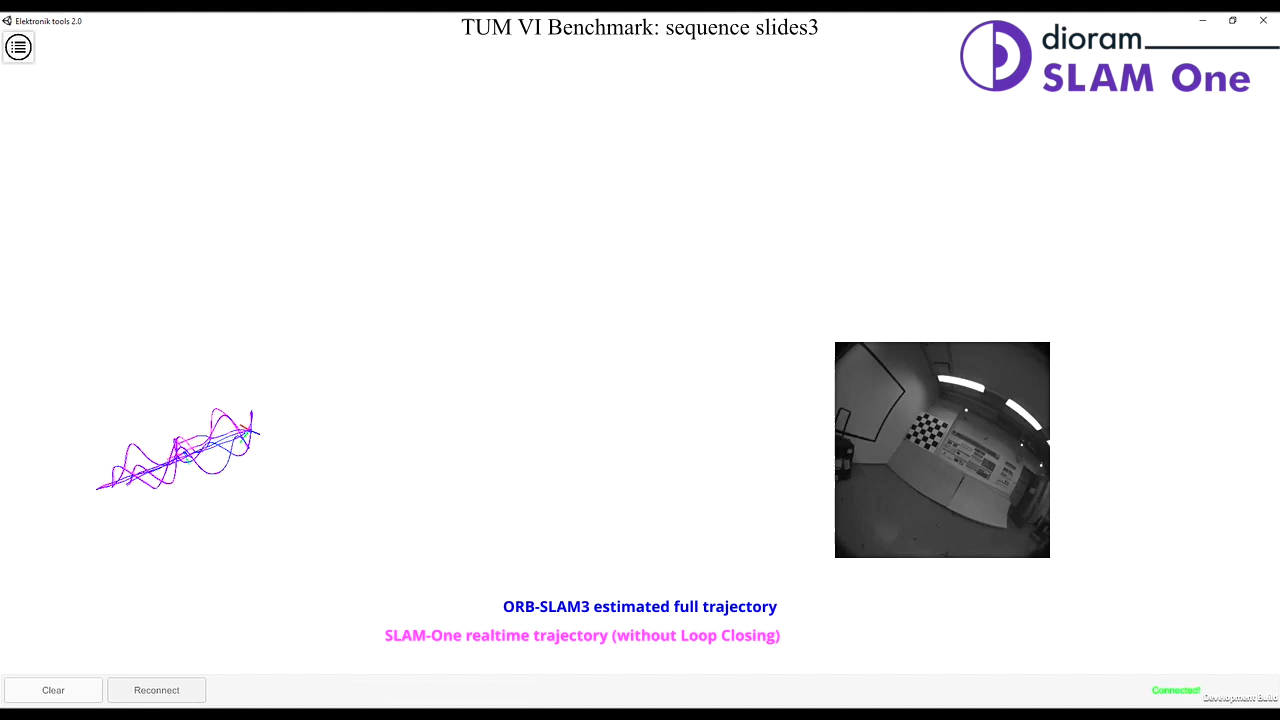 Elektronik tools 2.0
TUM VI Benchmark: sequence slides3
dioram
SLAM One
ORB-SLAM3 estimated full trajectory
SLAM-One realtime trajectory (without Loop Closing)
Clear
Reconnect
Connected!
Development Build